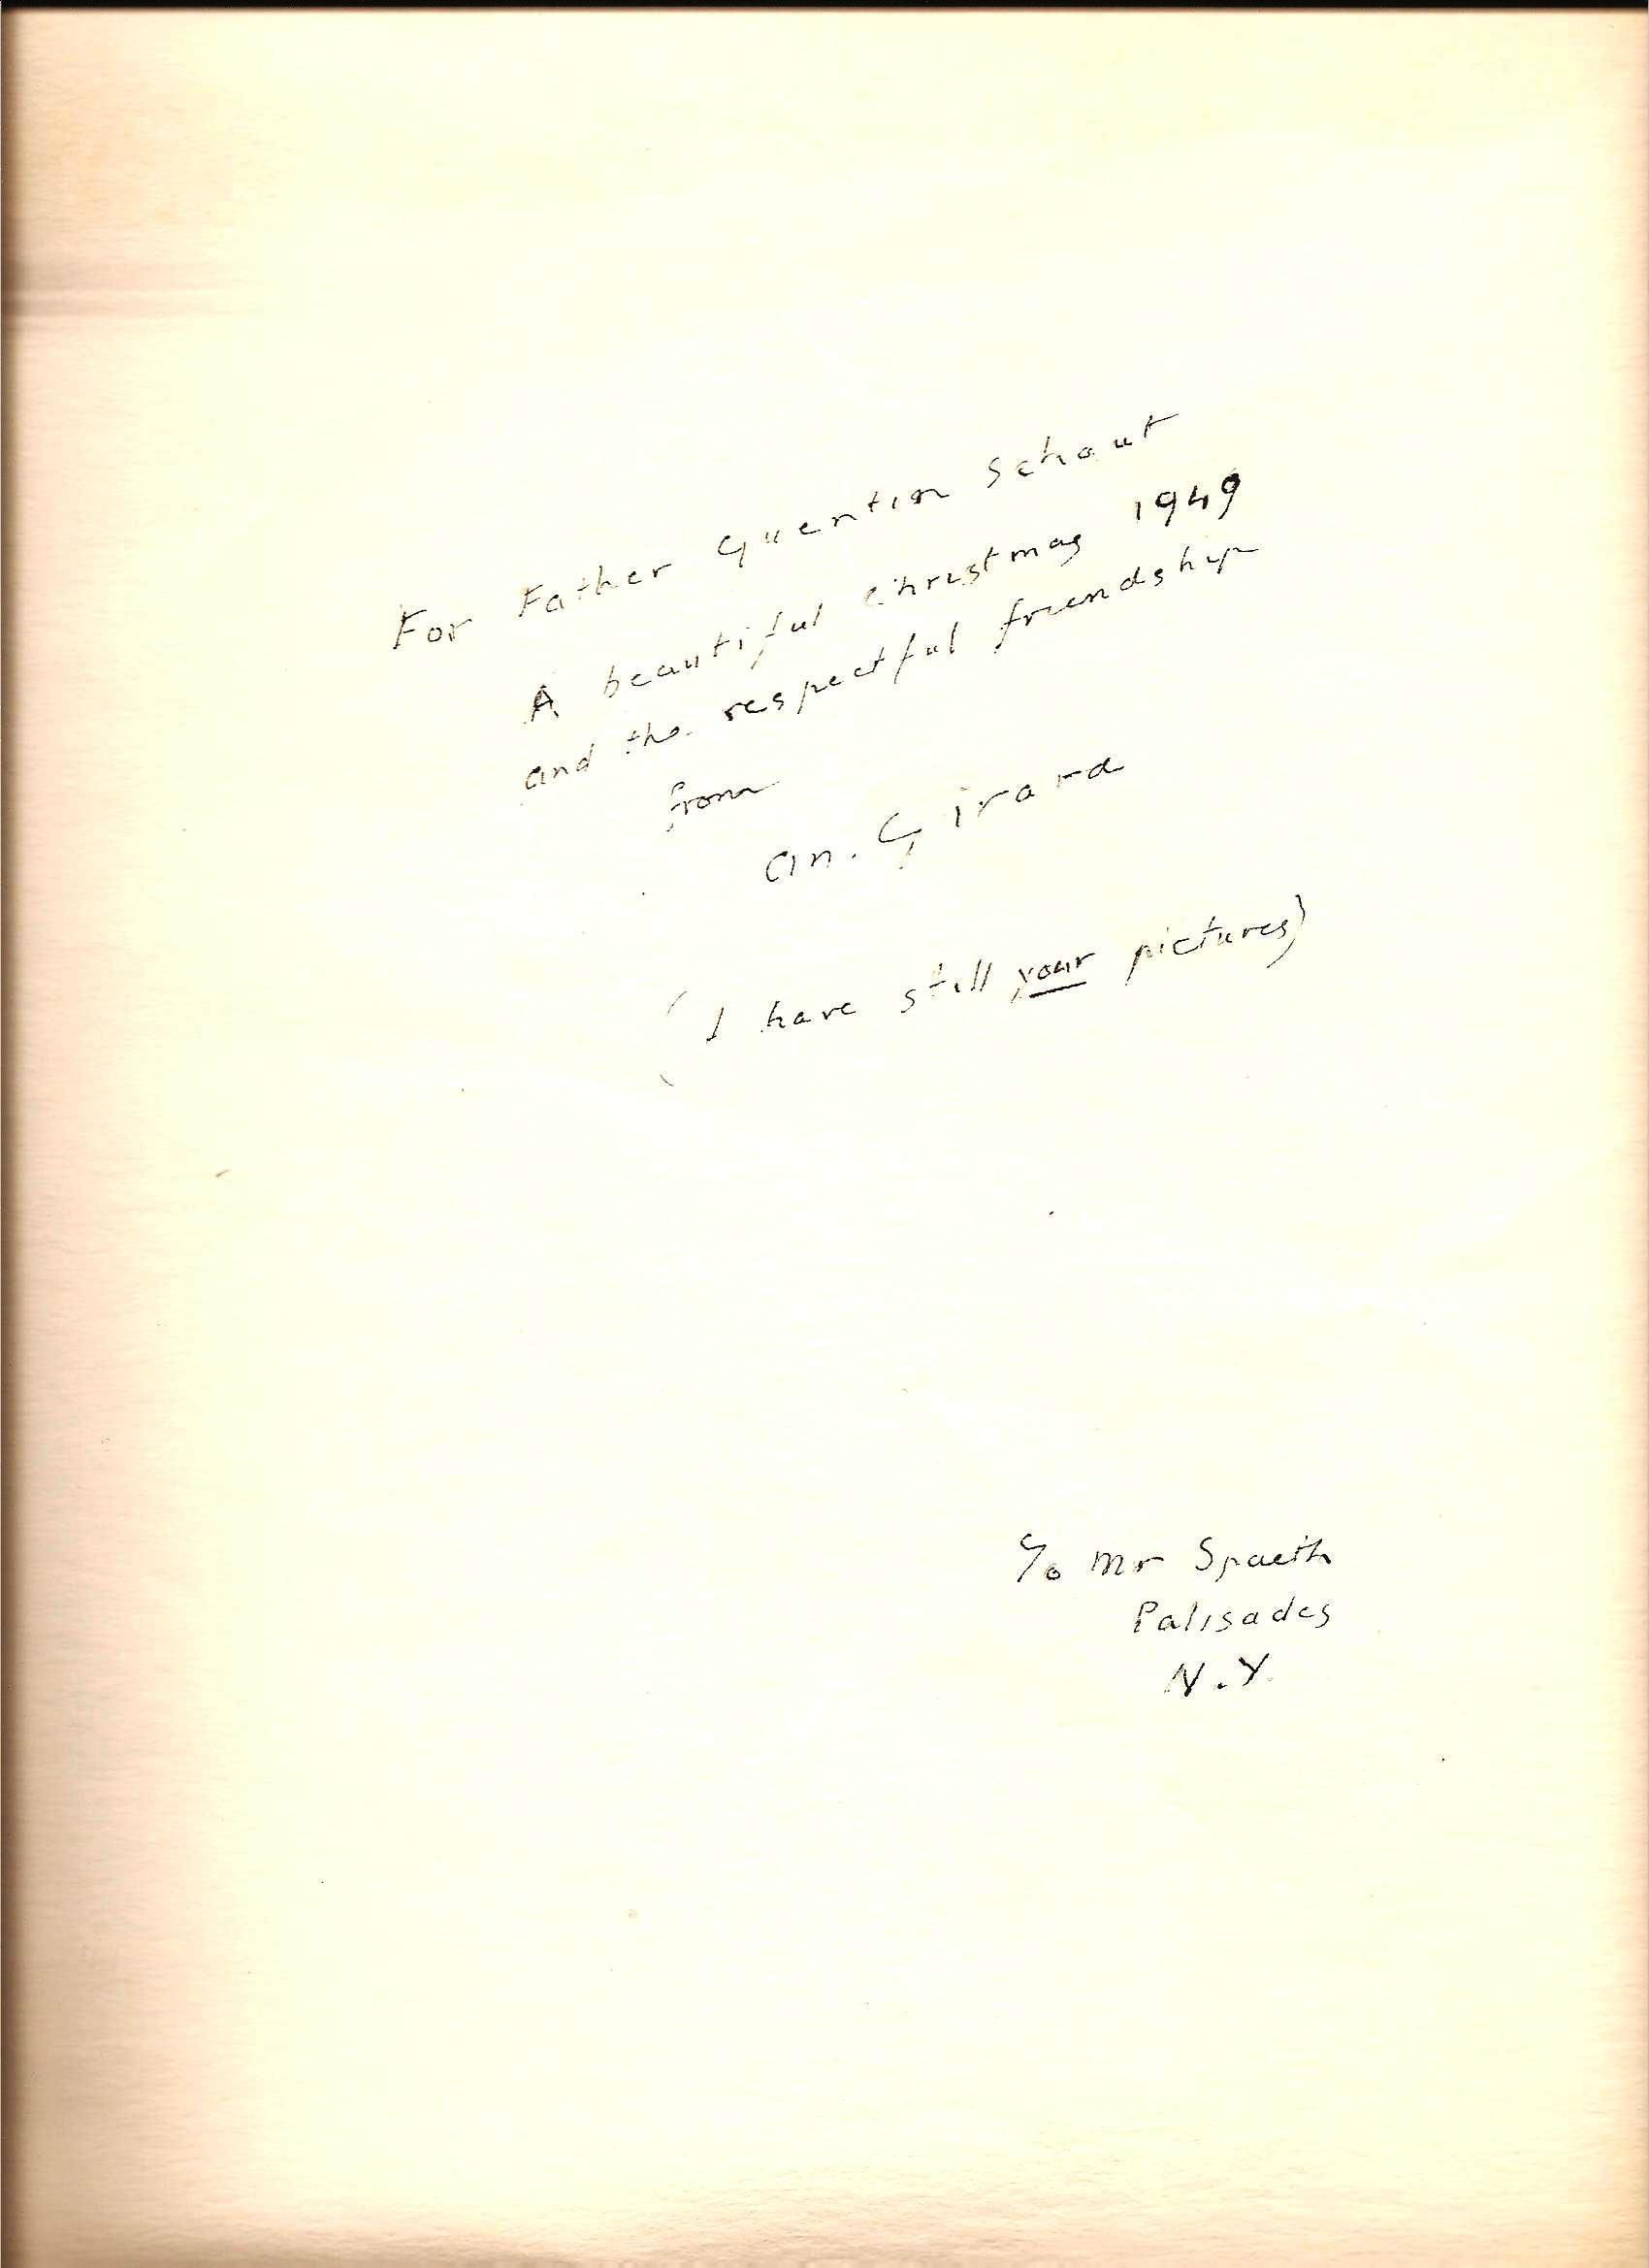 For Father Quentin Schaut
A beautiful Christmas 1949
and the respectful friendship
from
An. Girard
(I have still your pictures)
c/o Mr Spaeth
Palisades
N.Y.